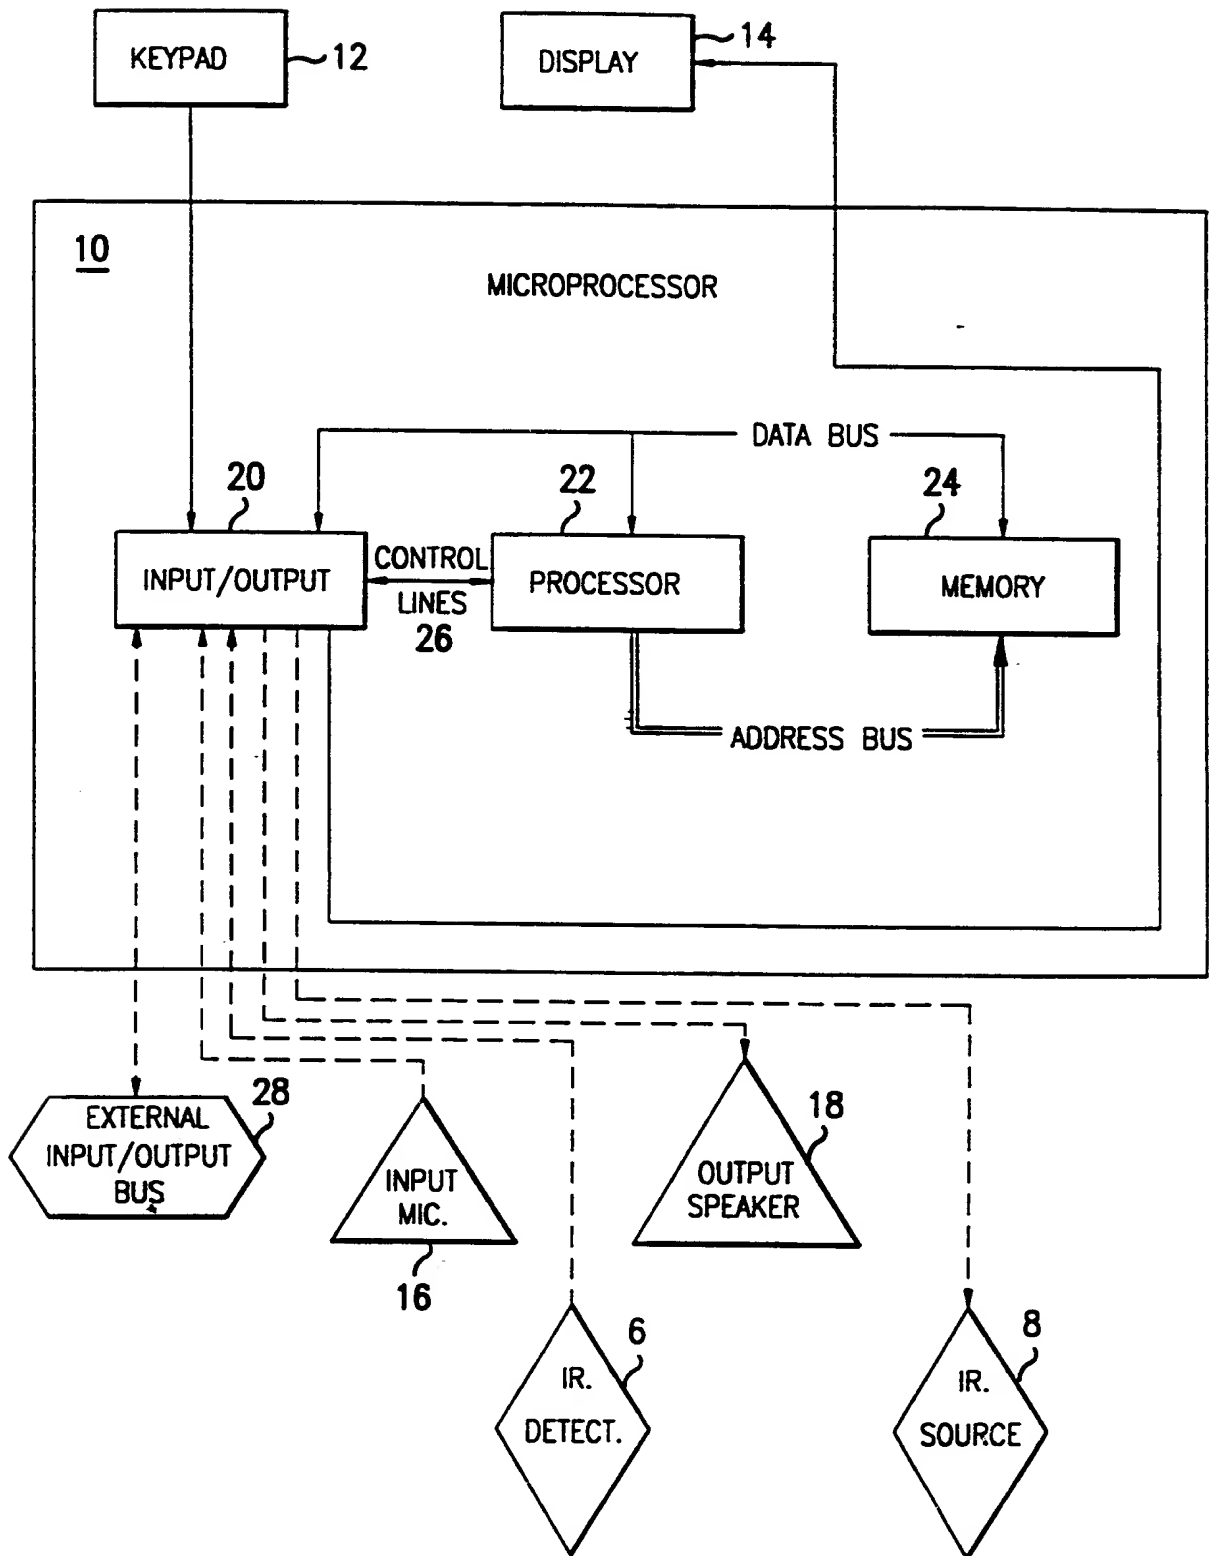 KEYPAD
12
DISPLAY
14
10
MICROPROCESSOR
DATA BUS
20
22
24
INPUT/OUTPUT
CONTROL
LINES
26
PROCESSOR
MEMORY
ADDRESS BUS
EXTERNAL
INPUT/OUTPUT
BUS
28
INPUT
MIC.
16
OUTPUT
SPEAKER
18
IR.
DETECT.
6
IR.
SOURCE
8